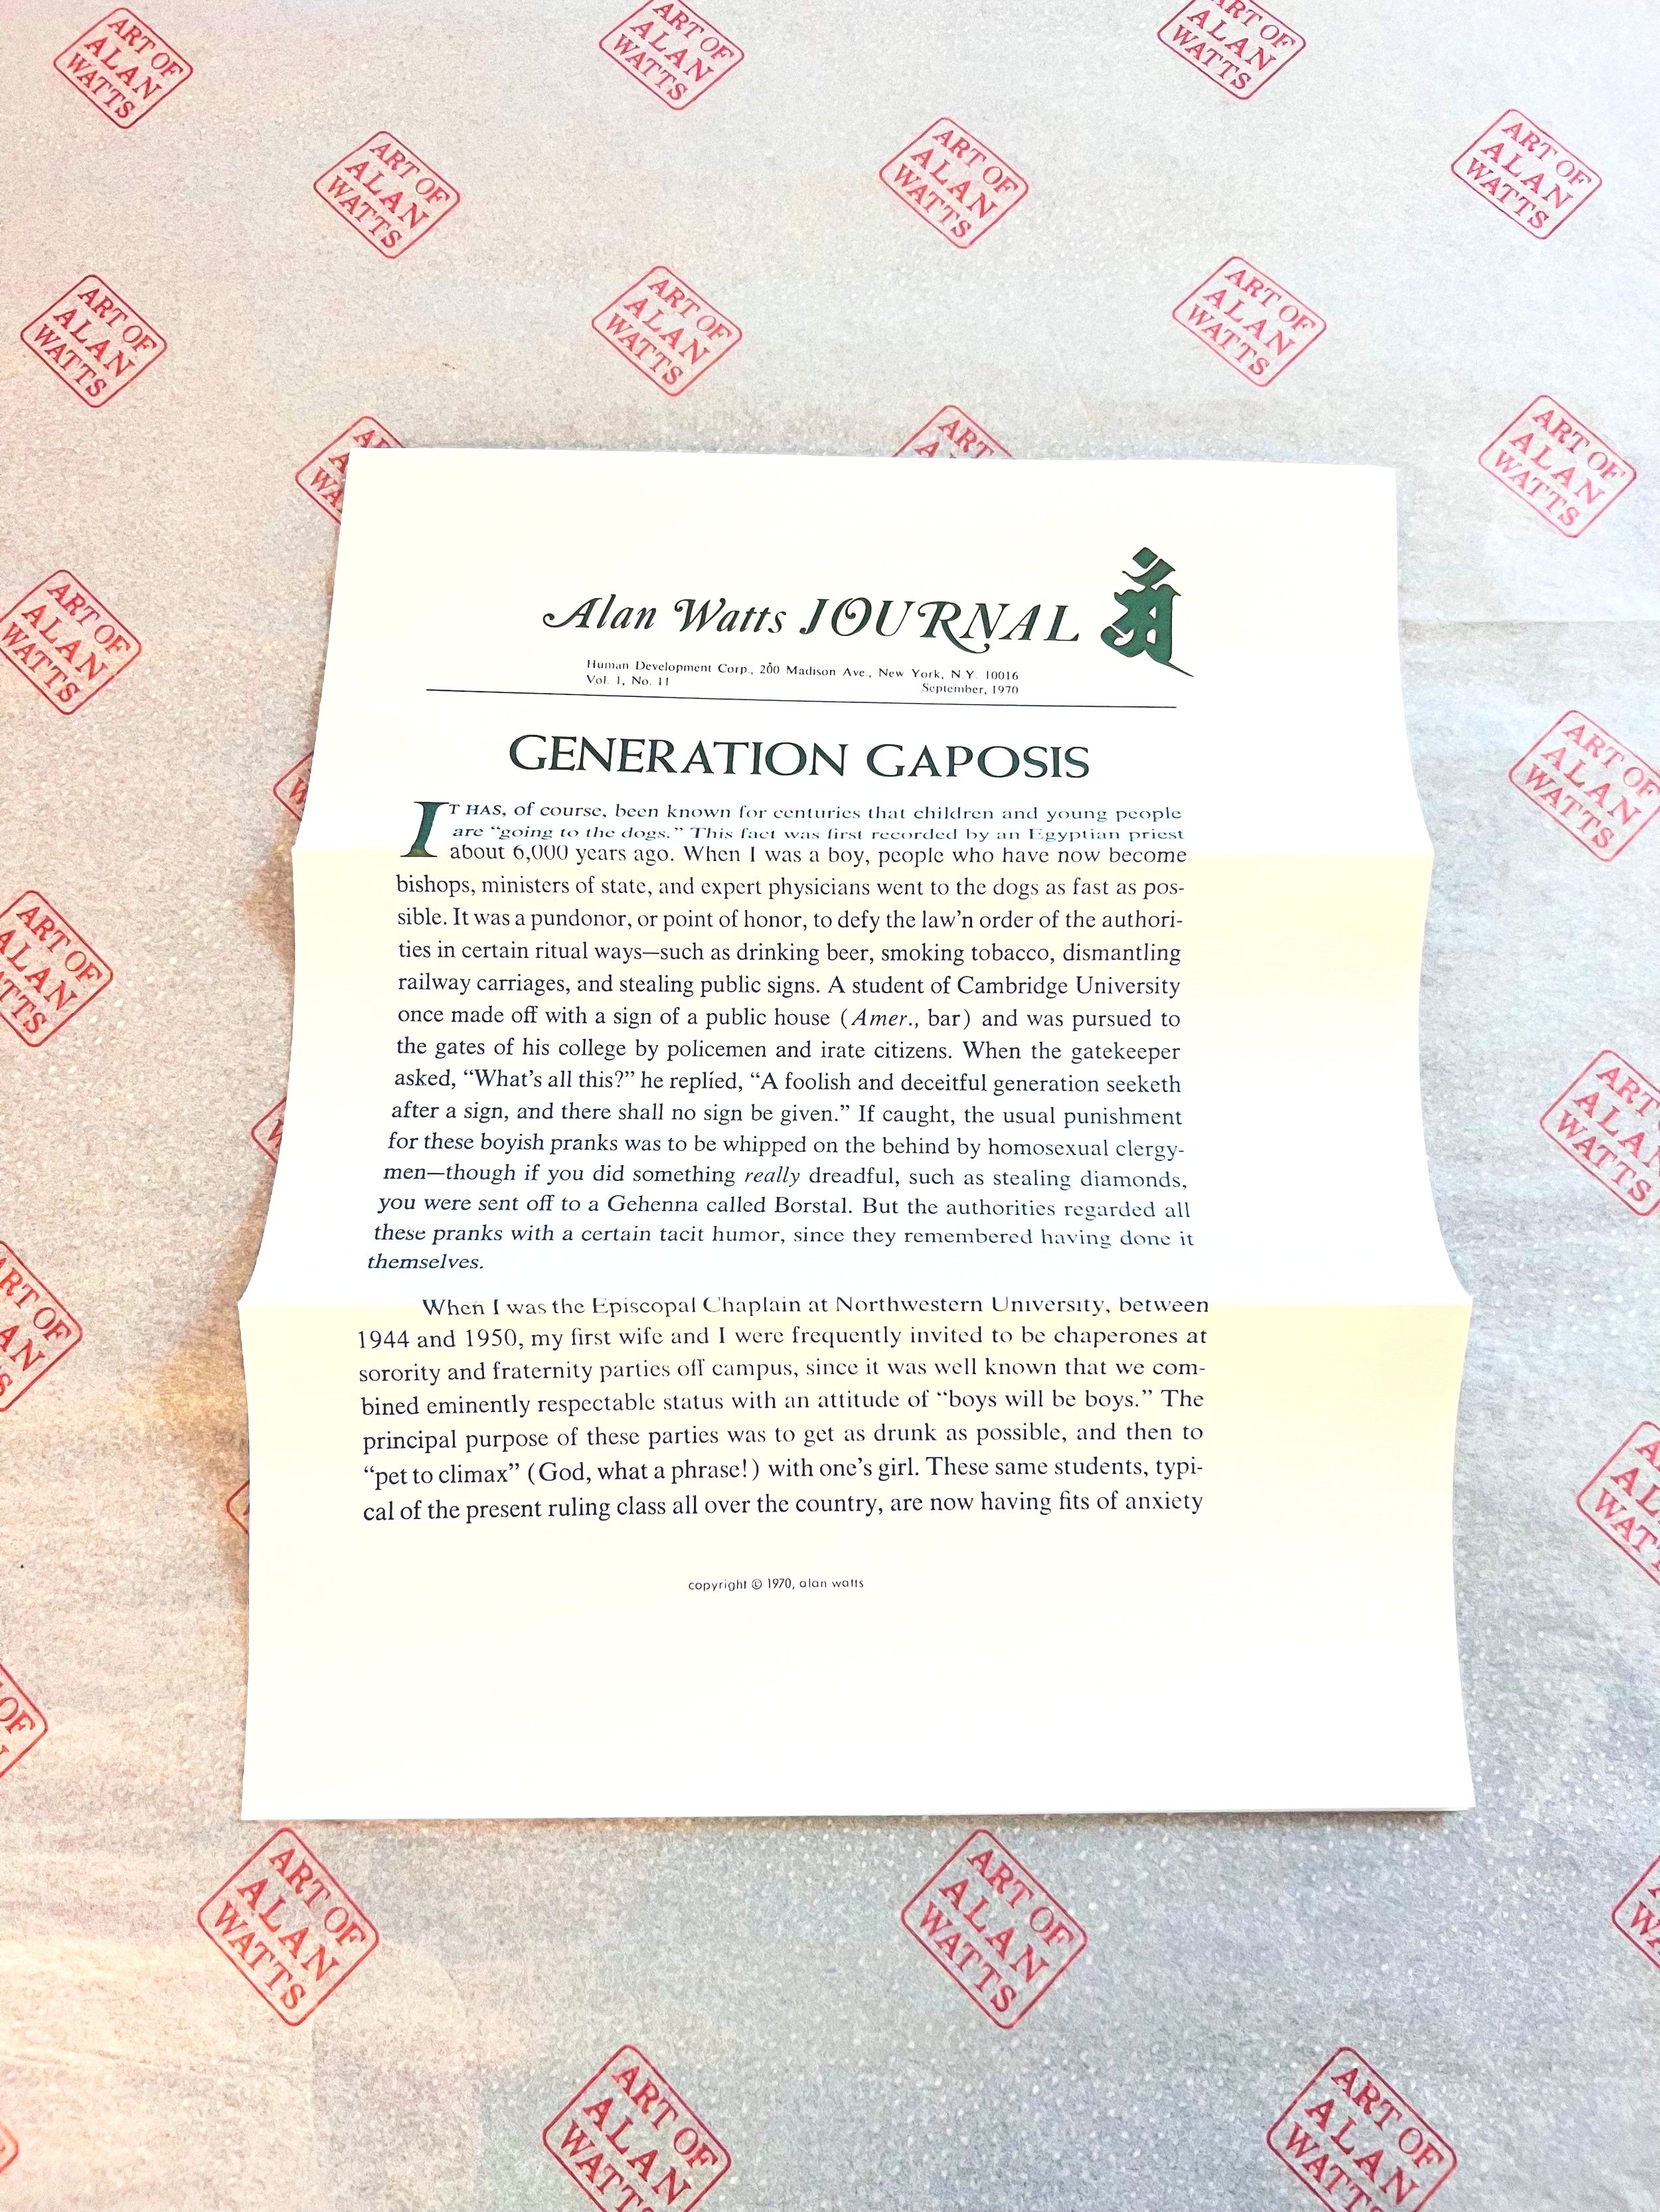 ART OF
ALAN
WATTS
Alan Watts JOURNAL
Human Development Corp., 200 Madison Ave., New York, N.Y. 10016
Vol. 1, No. 11 September, 1970
GENERATION GAPOSIS
IT HAS, of course, been known for centuries that children and young people
are “going to the dogs.” This fact was first recorded by an Egyptian priest
about 6,000 years ago. When I was a boy, people who have now become
bishops, ministers of state, and expert physicians went to the dogs as fast as pos-
sible. It was a pundonor, or point of honor, to defy the law’n order of the authori-
ties in certain ritual ways—such as drinking beer, smoking tobacco, dismantling
railway carriages, and stealing public signs. A student of Cambridge University
once made off with a sign of a public house (Amer., bar) and was pursued to
the gates of his college by policemen and irate citizens. When the gatekeeper
asked, “What’s all this?” he replied, “A foolish and deceitful generation seeketh
after a sign, and there shall no sign be given.” If caught, the usual punishment
for these boyish pranks was to be whipped on the behind by homosexual clergy-
men—though if you did something really dreadful, such as stealing diamonds,
you were sent off to a Gehenna called Borstal. But the authorities regarded all
these pranks with a certain tacit humor, since they remembered having done it
themselves.
When I was the Episcopal Chaplain at Northwestern University, between
1944 and 1950, my first wife and I were frequently invited to be chaperones at
sorority and fraternity parties off campus, since it was well known that we com-
bined eminently respectable status with an attitude of “boys will be boys.” The
principal purpose of these parties was to get as drunk as possible, and then to
“pet to climax” (God, what a phrase!) with one’s girl. These same students, typi-
cal of the present ruling class all over the country, are now having fits of anxiety
copyright © 1970, alan watts